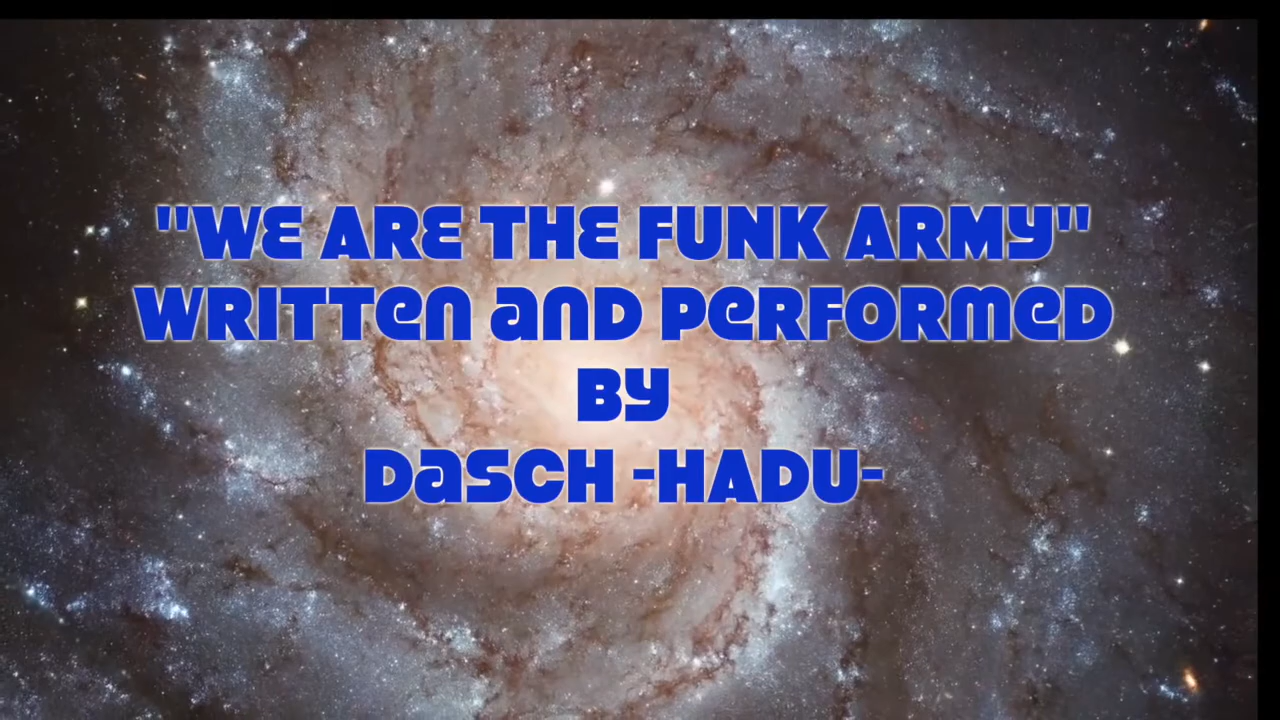 "WE ARE THE FUNK ARMY"
WRITTen anD PeRFORmeD
BY
DaSCH -HADU-